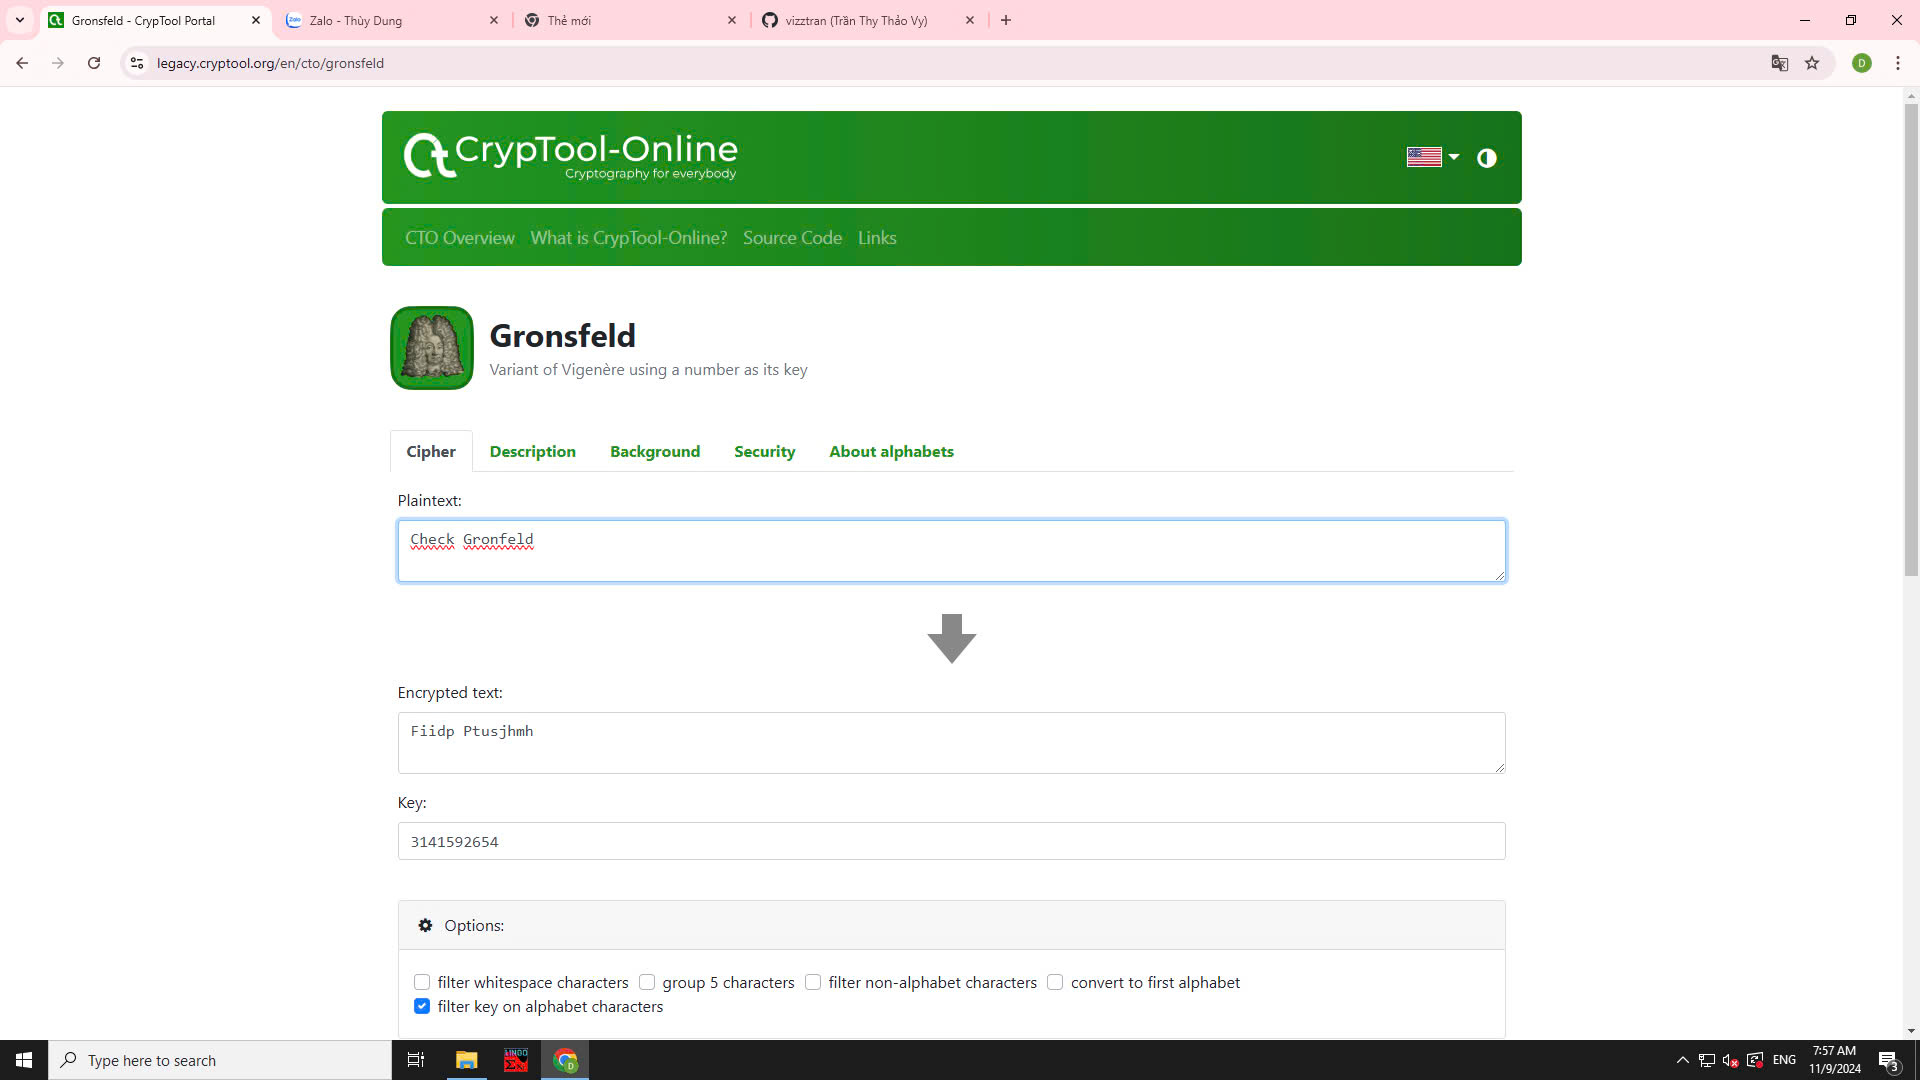 Gronsfeld - CrypTool Portal
Zalo - Thùy Dung
Thẻ mới
vizztran (Trần Thy Thảo Vy)
legacy.cryptool.org/en/cto/gronsfeld
D
CrypTool-Online
Cryptography for everybody
CTO Overview What is CrypTool-Online? Source Code Links
Gronsfeld
Variant of Vigenère using a number as its key
Cipher Description Background Security About alphabets
Plaintext:
Check Gronfeld
Encrypted text:
Fiidp Ptusjhmh
Key:
3141592654
Options:
filter whitespace characters group 5 characters filter non-alphabet characters convert to first alphabet
filter key on alphabet characters
Type here to search
LINGO
D
ENG
7:57 AM
11/9/2024
3